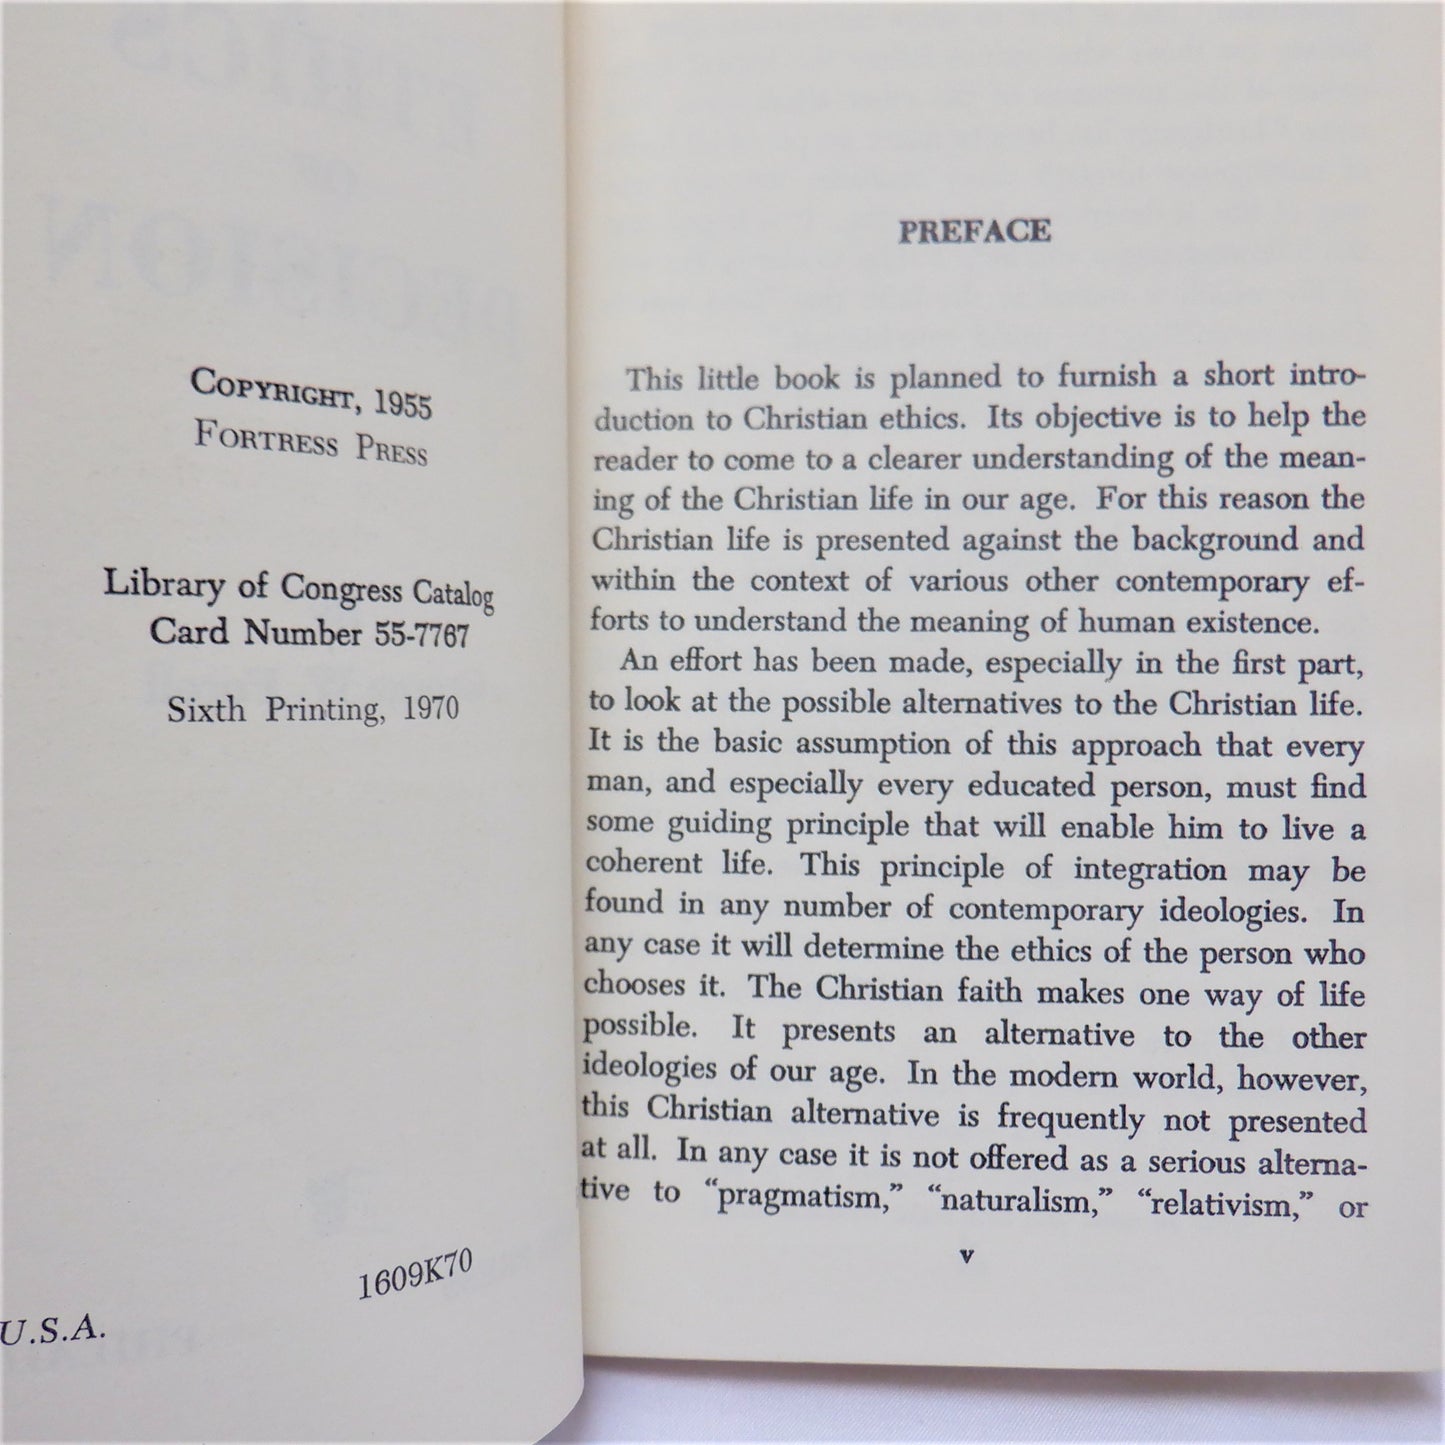 COPYRIGHT, 1955
FORTRESS PRESS
Library of Congress Catalog
Card Number 55-7767
Sixth Printing, 1970
1609K70
U.S.A.
PREFACE
This little book is planned to furnish a short intro-
duction to Christian ethics. Its objective is to help the
reader to come to a clearer understanding of the mean-
ing of the Christian life in our age. For this reason the
Christian life is presented against the background and
within the context of various other contemporary ef-
forts to understand the meaning of human existence.
An effort has been made, especially in the first part,
to look at the possible alternatives to the Christian life.
It is the basic assumption of this approach that every
man, and especially every educated person, must find
some guiding principle that will enable him to live a
coherent life. This principle of integration may be
found in any number of contemporary ideologies. In
any case it will determine the ethics of the person who
chooses it. The Christian faith makes one way of life
possible. It presents an alternative to the other
ideologies of our age. In the modern world, however,
this Christian alternative is frequently not presented
at all. In any case it is not offered as a serious alterna-
tive to “pragmatism,” “naturalism,” “relativism,” or
v